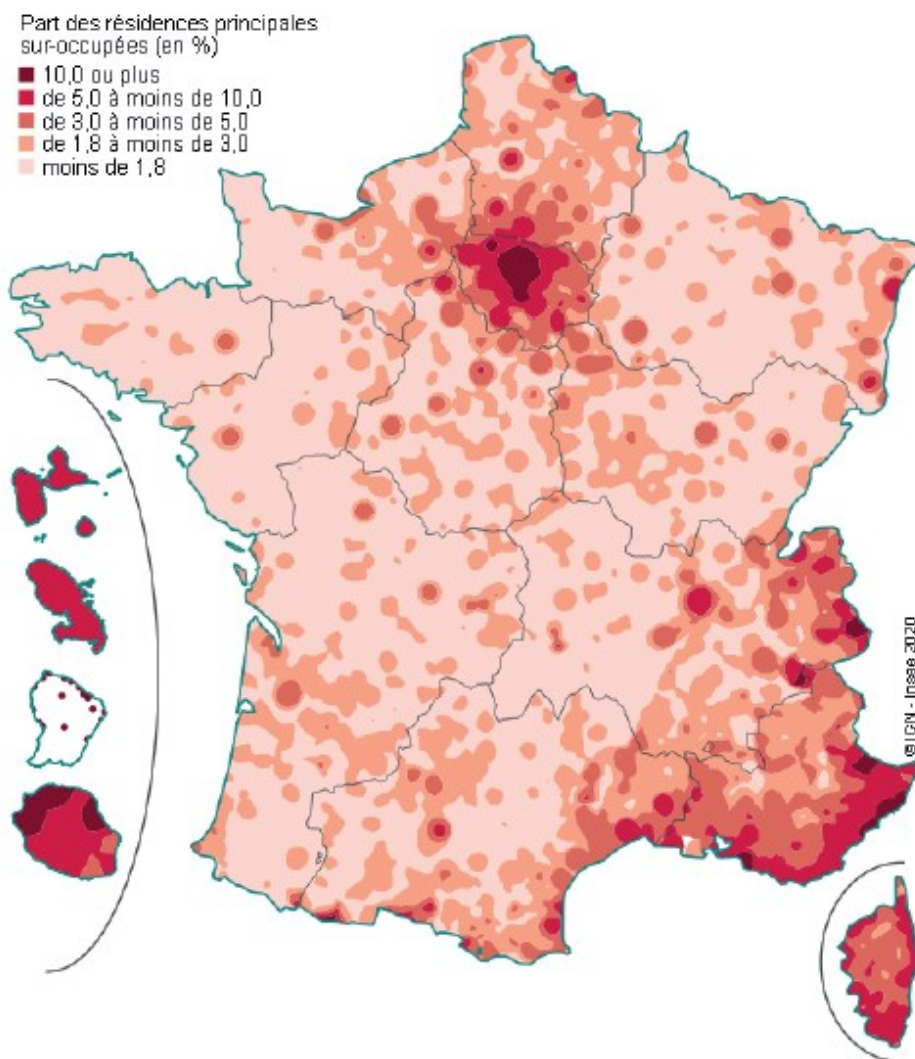 Part des résidences principales
sur-occupées (en %)
10,0 ou plus
de 5,0 à moins de 10,0
de 3,0 à moins de 5,0
de 1,8 à moins de 3,0
moins de 1,8
©IGN - Insee 2020